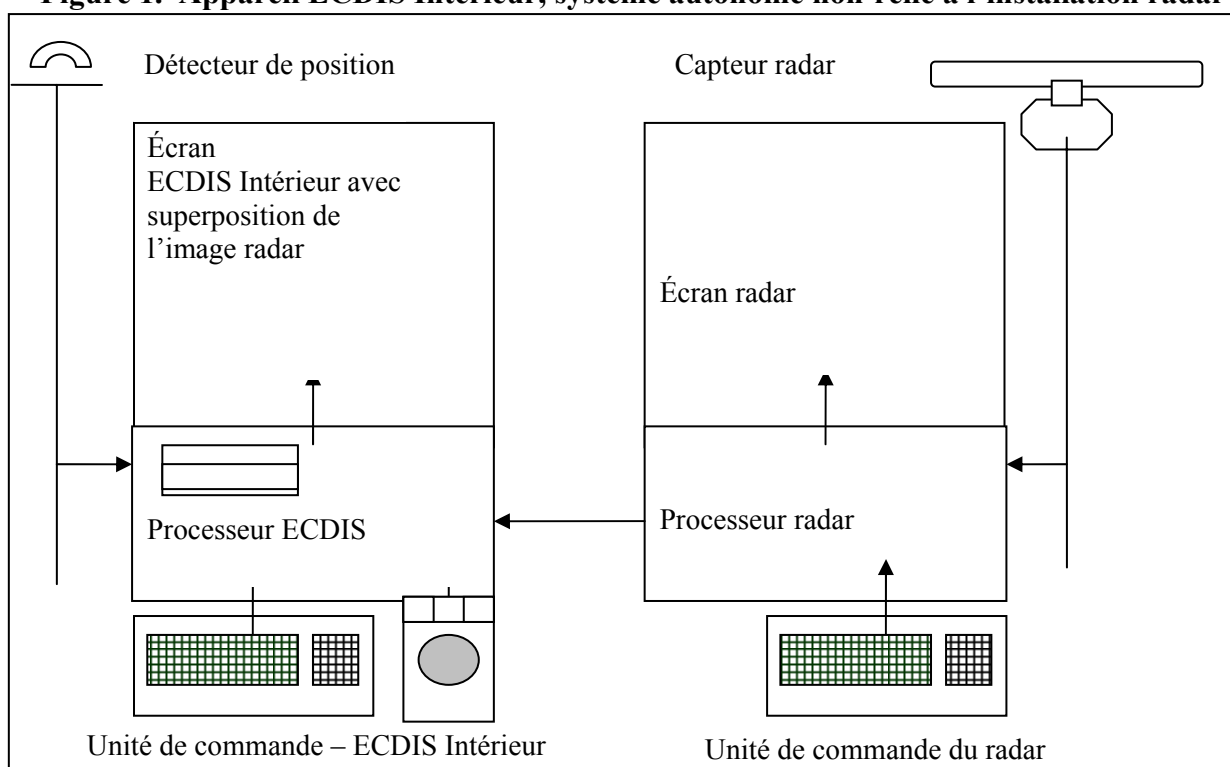 Figure 1. Appareil ECDIS Intérieur, système autonome non relié à l'installation radar
Détecteur de position
Capteur radar
Écran
ECDIS Intérieur avec
superposition de
l'image radar
Écran radar
Processeur ECDIS
Processeur radar
Unité de commande – ECDIS Intérieur
Unité de commande du radar